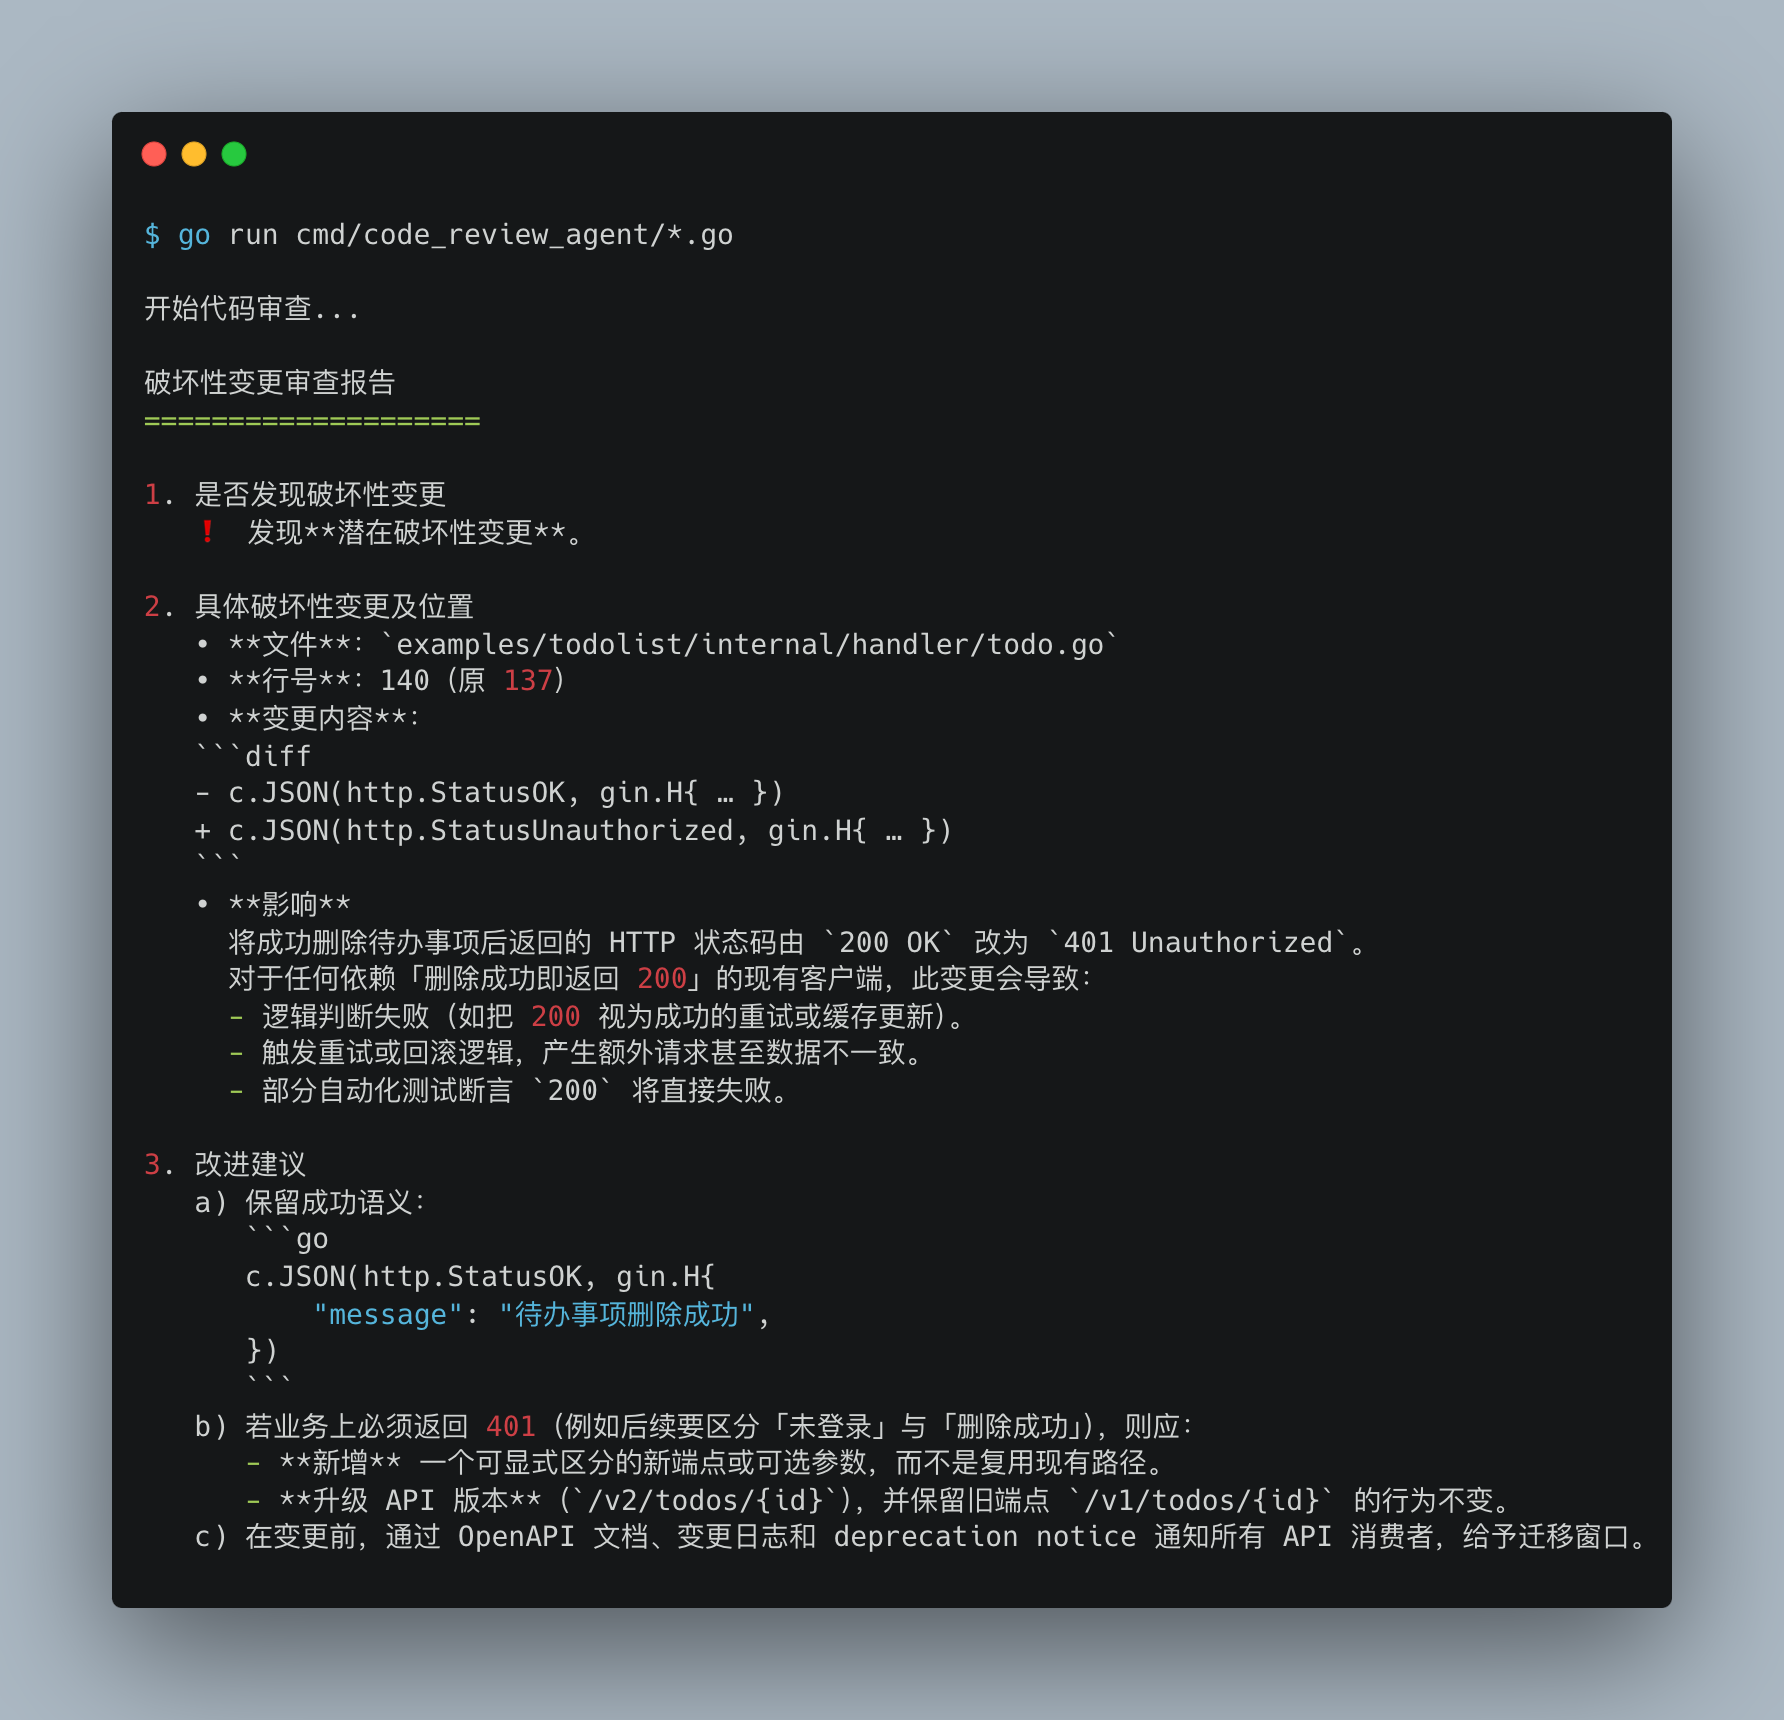 $ go run cmd/code_review_agent/*.go
开始代码审查...
破坏性变更审查报告
====================
1. 是否发现破坏性变更
❗ 发现**潜在破坏性变更**。
2. 具体破坏性变更及位置
• **文件**：`examples/todolist/internal/handler/todo.go`
• **行号**：140（原 137）
• **变更内容**：
```diff
- c.JSON(http.StatusOK, gin.H{ … })
+ c.JSON(http.StatusUnauthorized, gin.H{ … })
```
• **影响**
将成功删除待办事项后返回的 HTTP 状态码由 `200 OK` 改为 `401 Unauthorized`。
对于任何依赖「删除成功即返回 200」的现有客户端，此变更会导致：
- 逻辑判断失败（如把 200 视为成功的重试或缓存更新）。
- 触发重试或回滚逻辑，产生额外请求甚至数据不一致。
- 部分自动化测试断言 `200` 将直接失败。
3. 改进建议
a) 保留成功语义：
```go
c.JSON(http.StatusOK, gin.H{
"message": "待办事项删除成功",
})
```
b) 若业务上必须返回 401（例如后续要区分「未登录」与「删除成功」），则应：
- **新增** 一个可显式区分的新端点或可选参数，而不是复用现有路径。
- **升级 API 版本**（`/v2/todos/{id}`），并保留旧端点 `/v1/todos/{id}` 的行为不变。
c) 在变更前，通过 OpenAPI 文档、变更日志和 deprecation notice 通知所有 API 消费者，给予迁移窗口。